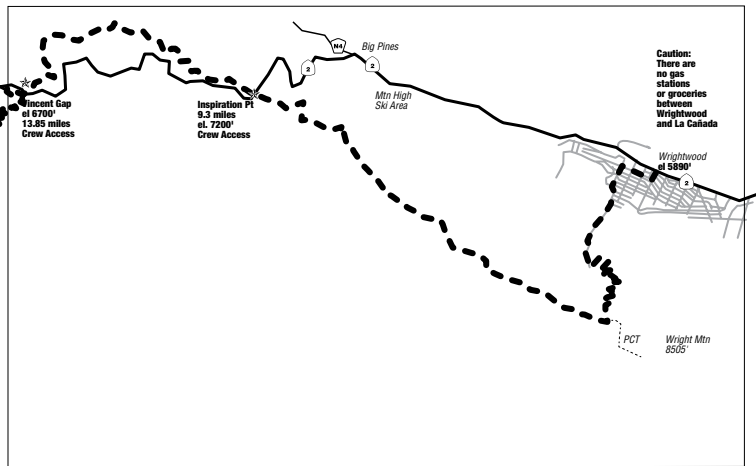 N4
Big Pines
2
2
Mtn High
Ski Area
Caution:
There are
no gas
stations
or groceries
between
Wrightwood
and La Cañada
Vincent Gap
el 6700'
13.85 miles
Crew Access
Inspiration Pt
9.3 miles
el. 7200'
Crew Access
Wrightwood
el 5890'
2
PCT
Wright Mtn
8505'